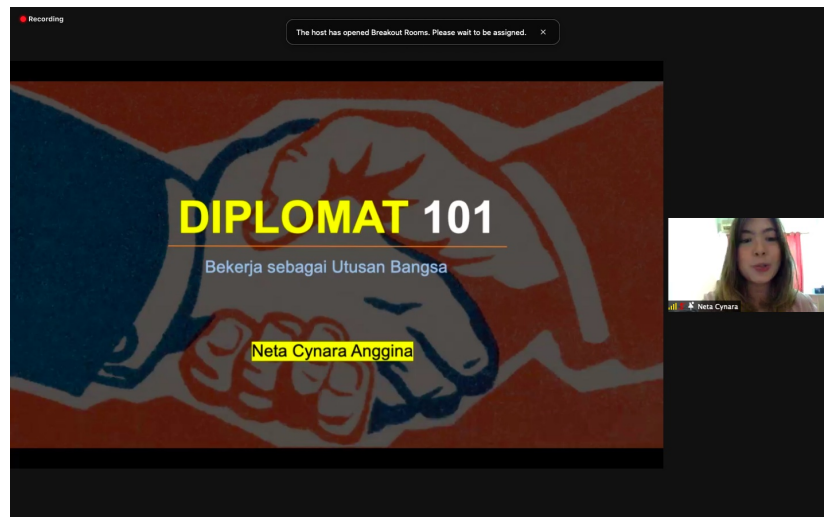 Recording
The host has opened Breakout Rooms. Please wait to be assigned.
DIPLOMAT 101
Bekerja sebagai Utusan Bangsa
Neta Cynara Anggina
Neta Cynara